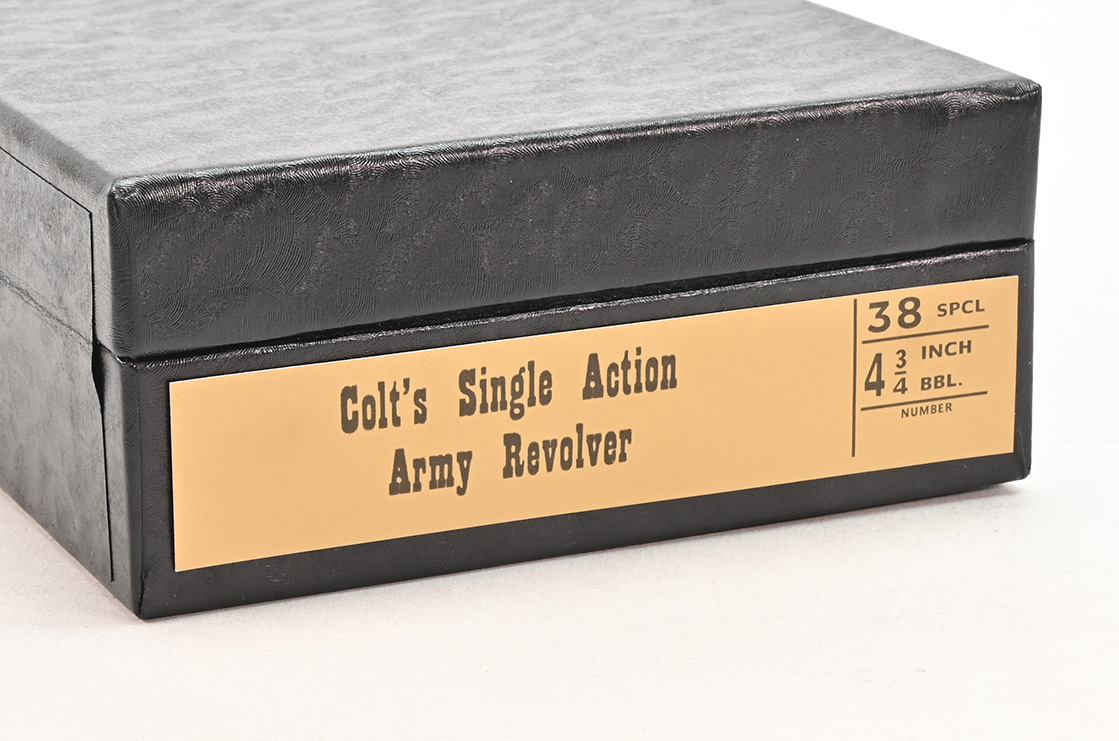 Colt's Single Action
Army Revolver
38 SPCL
4 3/4 INCH
BBL.
NUMBER